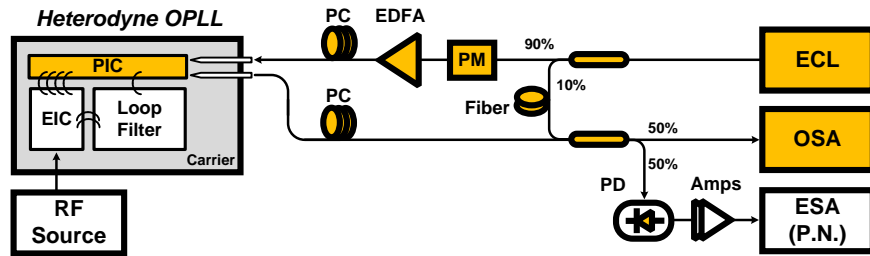 Heterodyne OPLL
PC
EDFA
PIC
PM
90%
ECL
10%
Fiber
PC
EIC
Loop
Filter
Carrier
50%
OSA
50%
PD
Amps
RF
Source
ESA
(P.N.)